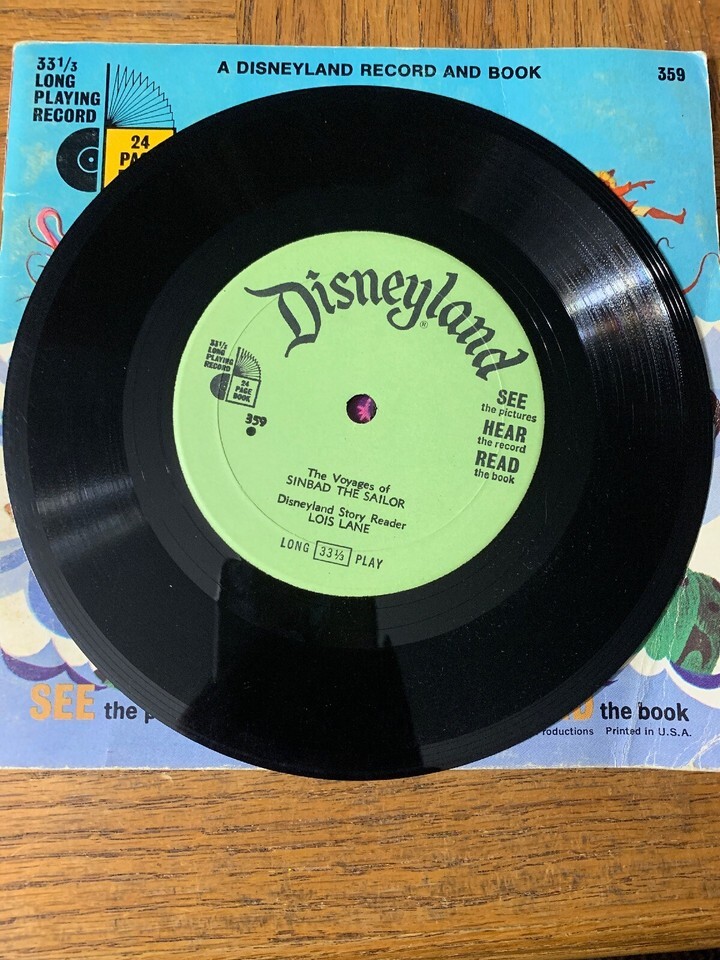 33 1/3
LONG
PLAYING
RECORD
A DISNEYLAND RECORD AND BOOK
359
24
Disneyland®
33 1/3
LONG
PLAYING
RECORD
24
PAGE
BOOK
359
SEE
the pictures
HEAR
the record
READ
the book
The Voyages of
SINBAD THE SAILOR
Disneyland Story Reader
LOIS LANE
LONG 33 1/3 PLAY
SEE the
the book
Printed in U.S.A.